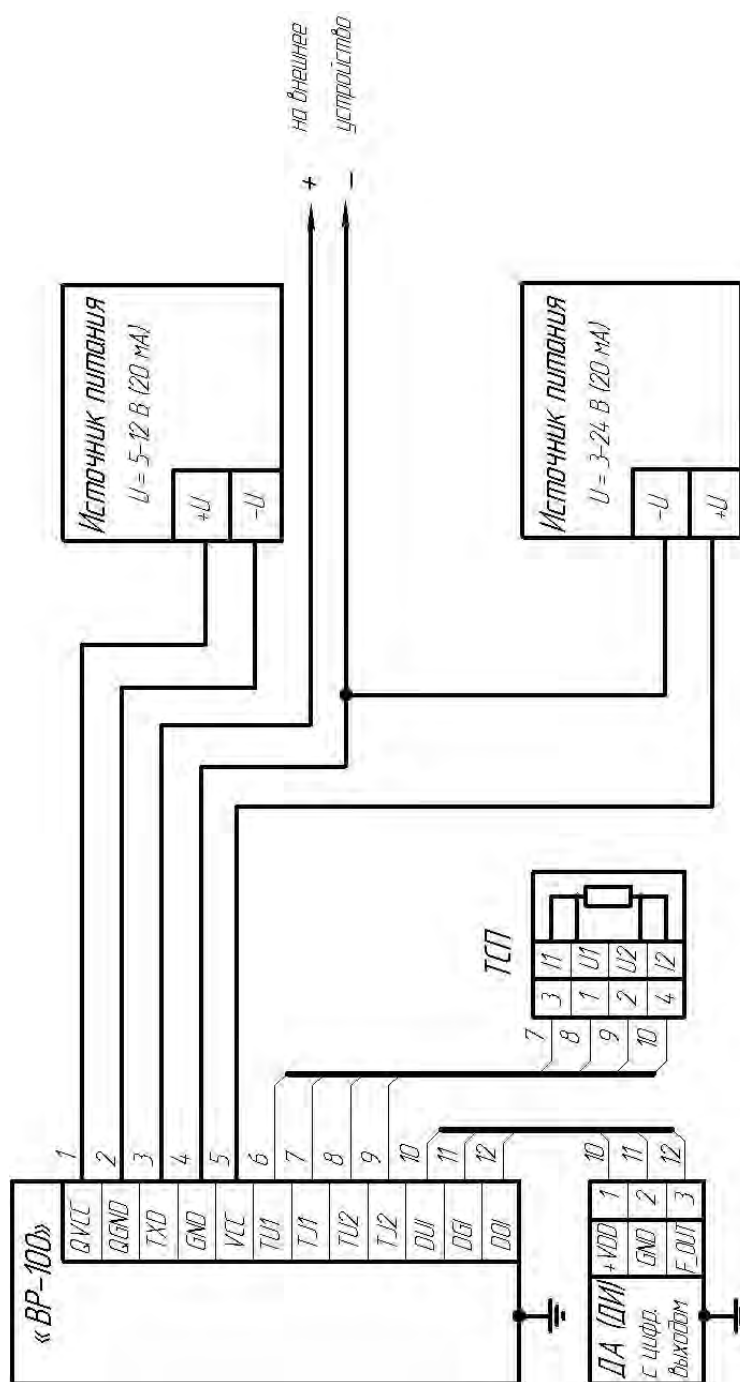 «ВР-100»
1 QVCC
2 QGND
3 TXD
4 GND
5 VCC
6 TU1
7 TJ1
8 TU2
9 TJ2
10 DUI
11 DGI
12 DOI
Источник питания
U = 5-12 В (20 мА)
+U
-U
+ на внешнее
- устройство
Источник питания
U = 3-24 В (20 мА)
-U
+U
ТСП
7 3 I1
8 1 U1
9 2 U2
10 4 I2
ДА (ДИ)
с цифр.
выходом
+VDD 1 10
GND 2 11
F_OUT 3 12